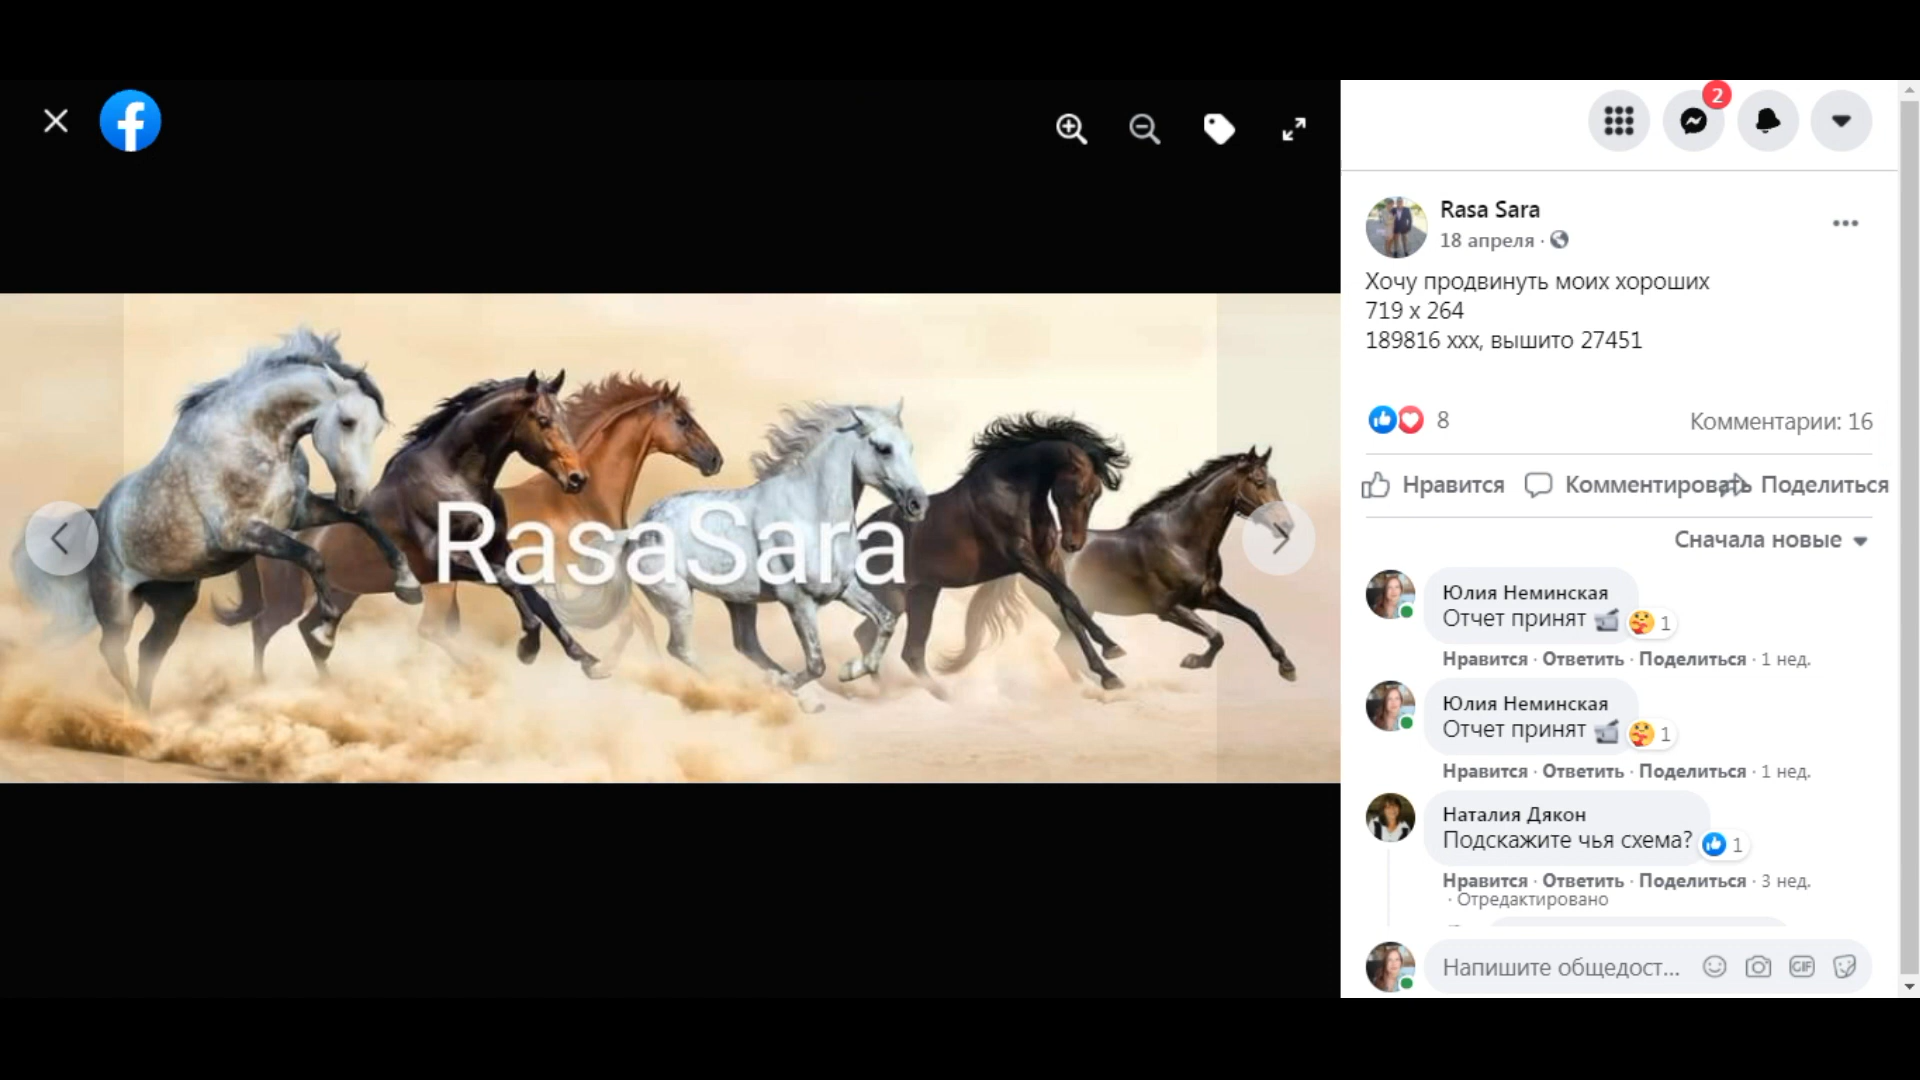 2
Rasa Sara
18 апреля ·
Хочу продвинуть моих хороших
719 х 264
189816 ххх, вышито 27451
8
Комментарии: 16
Нравится Комментировать Поделиться
Сначала новые
RasaSara
Юлия Неминская
Отчет принят
1
Нравится · Ответить · Поделиться · 1 нед.
Юлия Неминская
Отчет принят
1
Нравится · Ответить · Поделиться · 1 нед.
Наталия Дякон
Подскажите чья схема?
1
Нравится · Ответить · Поделиться · 3 нед.
· Отредактировано
Напишите общедост...
GIF